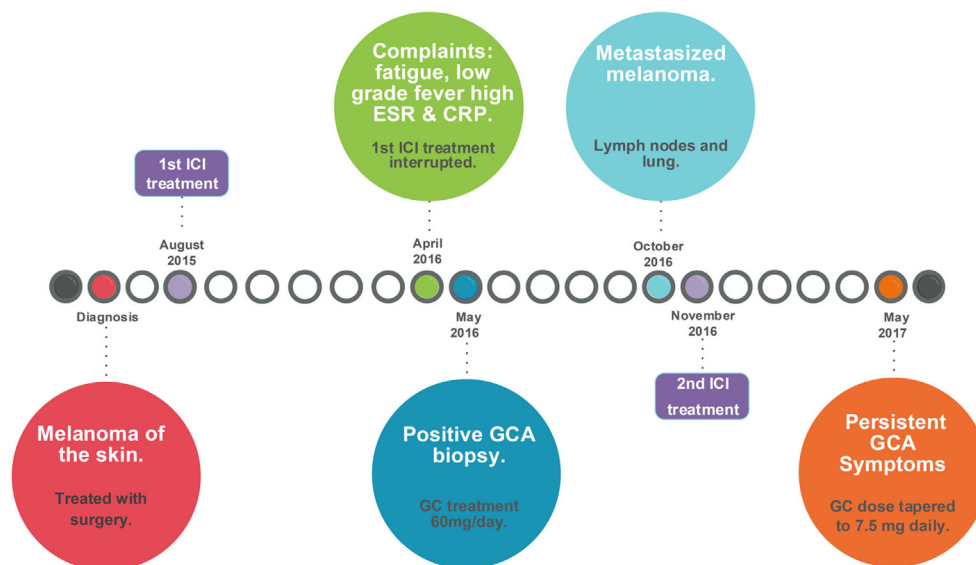 Complaints:
fatigue, low
grade fever high
ESR & CRP.
1st ICI treatment
interrupted.
Metastasized
melanoma.
Lymph nodes and
lung.
1st ICI
treatment
August
2015
April
2016
October
2016
Diagnosis
May
2016
November
2016
May
2017
2nd ICI
treatment
Melanoma of
the skin.
Treated with
surgery.
Positive GCA
biopsy.
GC treatment
60mg/day.
Persistent
GCA
Symptoms
GC dose tapered
to 7.5 mg daily.